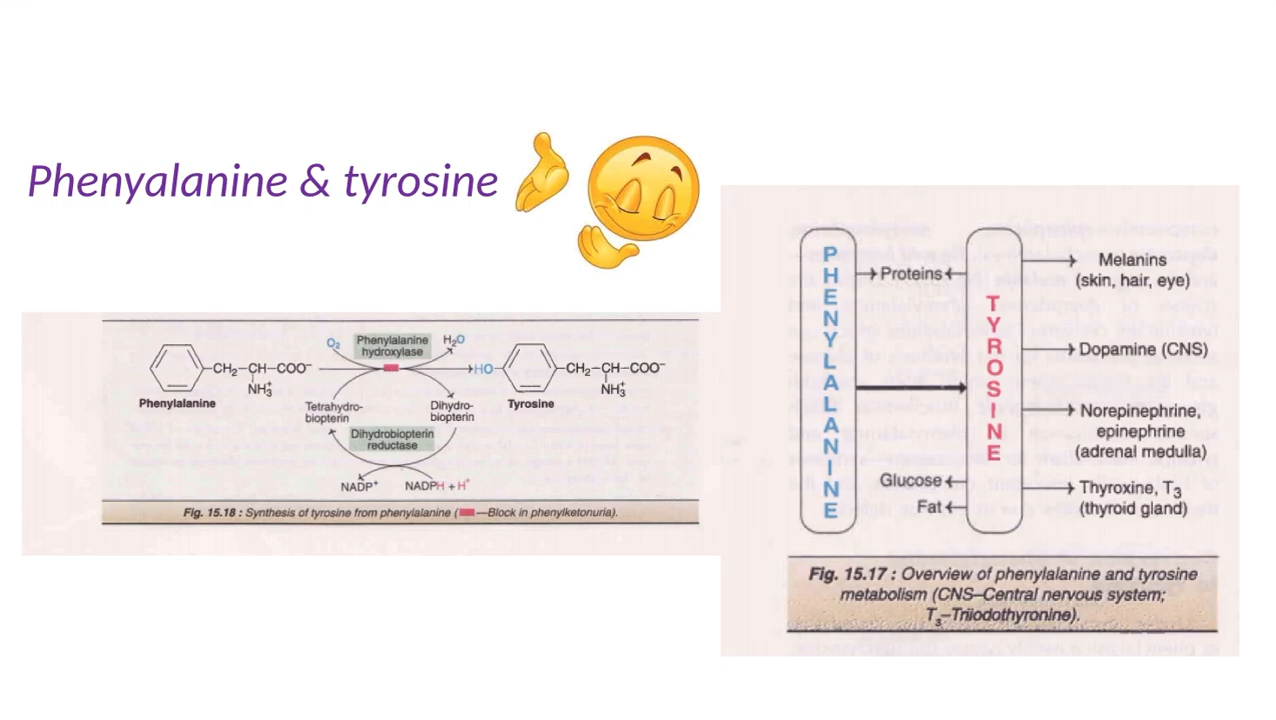 Phenyalanine & tyrosine
O₂
Phenylalanine
hydroxylase
H₂O
CH₂—CH—COO⁻
NH₃⁺
Phenylalanine
HO
CH₂—CH—COO⁻
NH₃⁺
Tyrosine
Tetrahydro-
biopterin
Dihydro-
biopterin
Dihydrobiopterin
reductase
NADP⁺
NADPH + H⁺
Fig. 15.18 : Synthesis of tyrosine from phenylalanine ( —Block in phenylketonuria).
PHENYLALANINE
Proteins
TYROSINE
Glucose
Fat
Melanins
(skin, hair, eye)
Dopamine (CNS)
Norepinephrine,
epinephrine
(adrenal medulla)
Thyroxine, T₃
(thyroid gland)
Fig. 15.17 : Overview of phenylalanine and tyrosine
metabolism (CNS–Central nervous system;
T₃–Triiodothyronine).